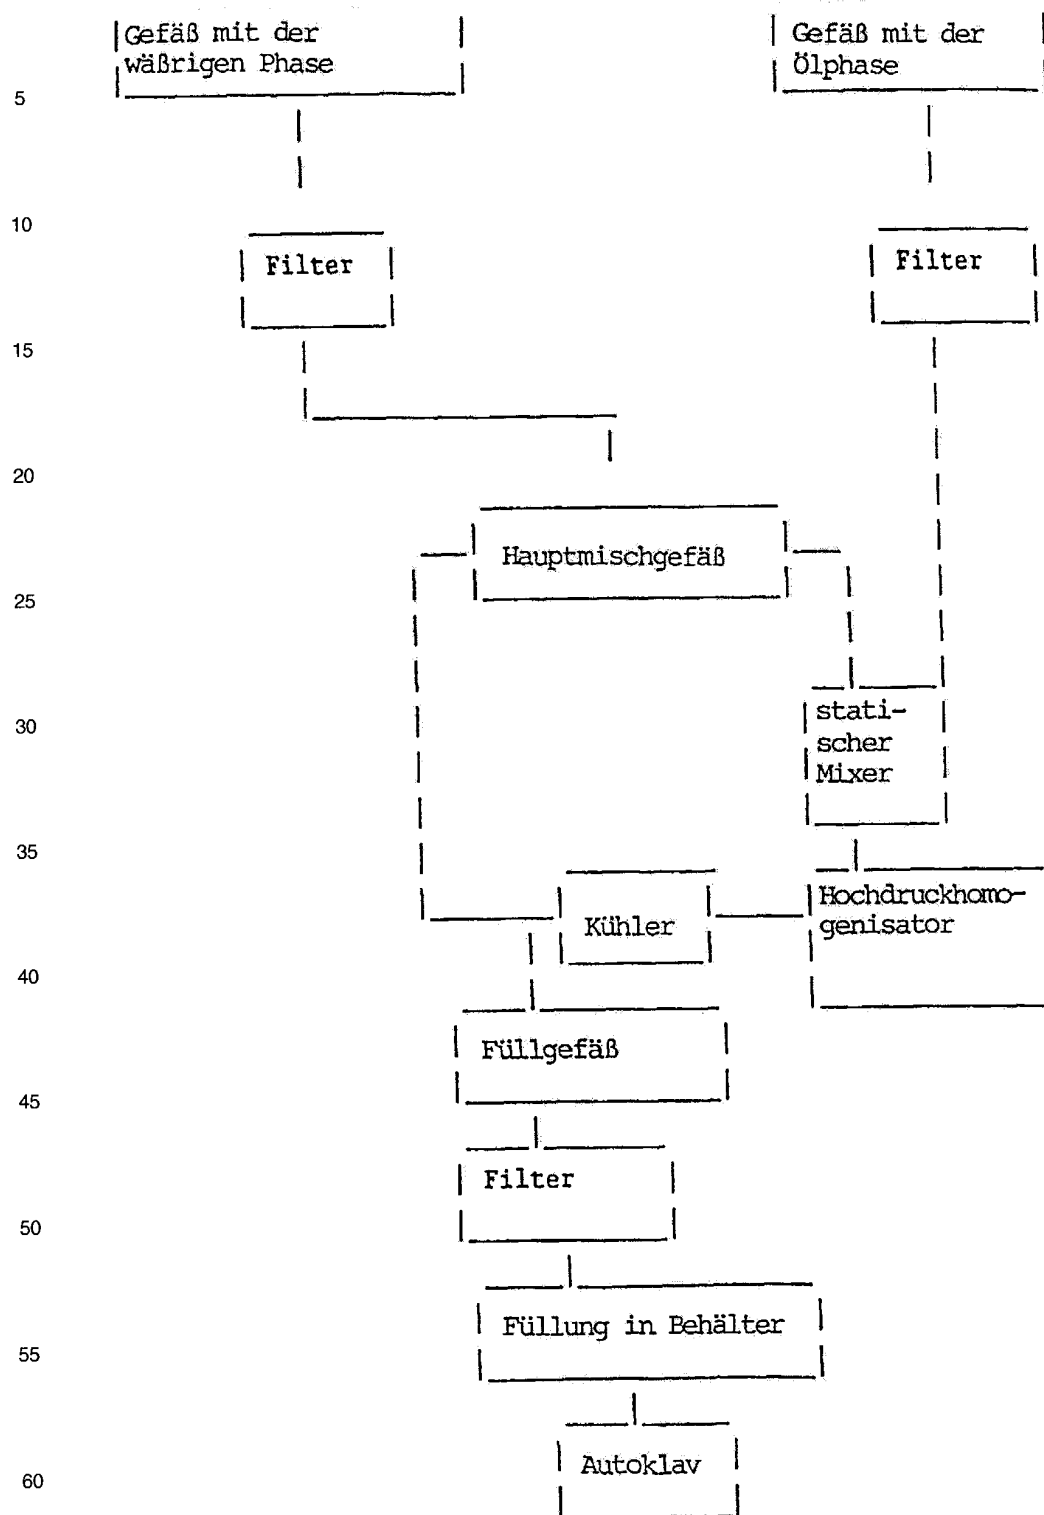 Gefäß mit der
wäßrigen Phase
Gefäß mit der
Ölphase
5
10
Filter
Filter
15
20
Hauptmischgefäß
25
stati-
scher
Mixer
30
35
Hochdruckhomo-
genisator
Kühler
40
Füllgefäß
45
Filter
50
Füllung in Behälter
55
Autoklav
60